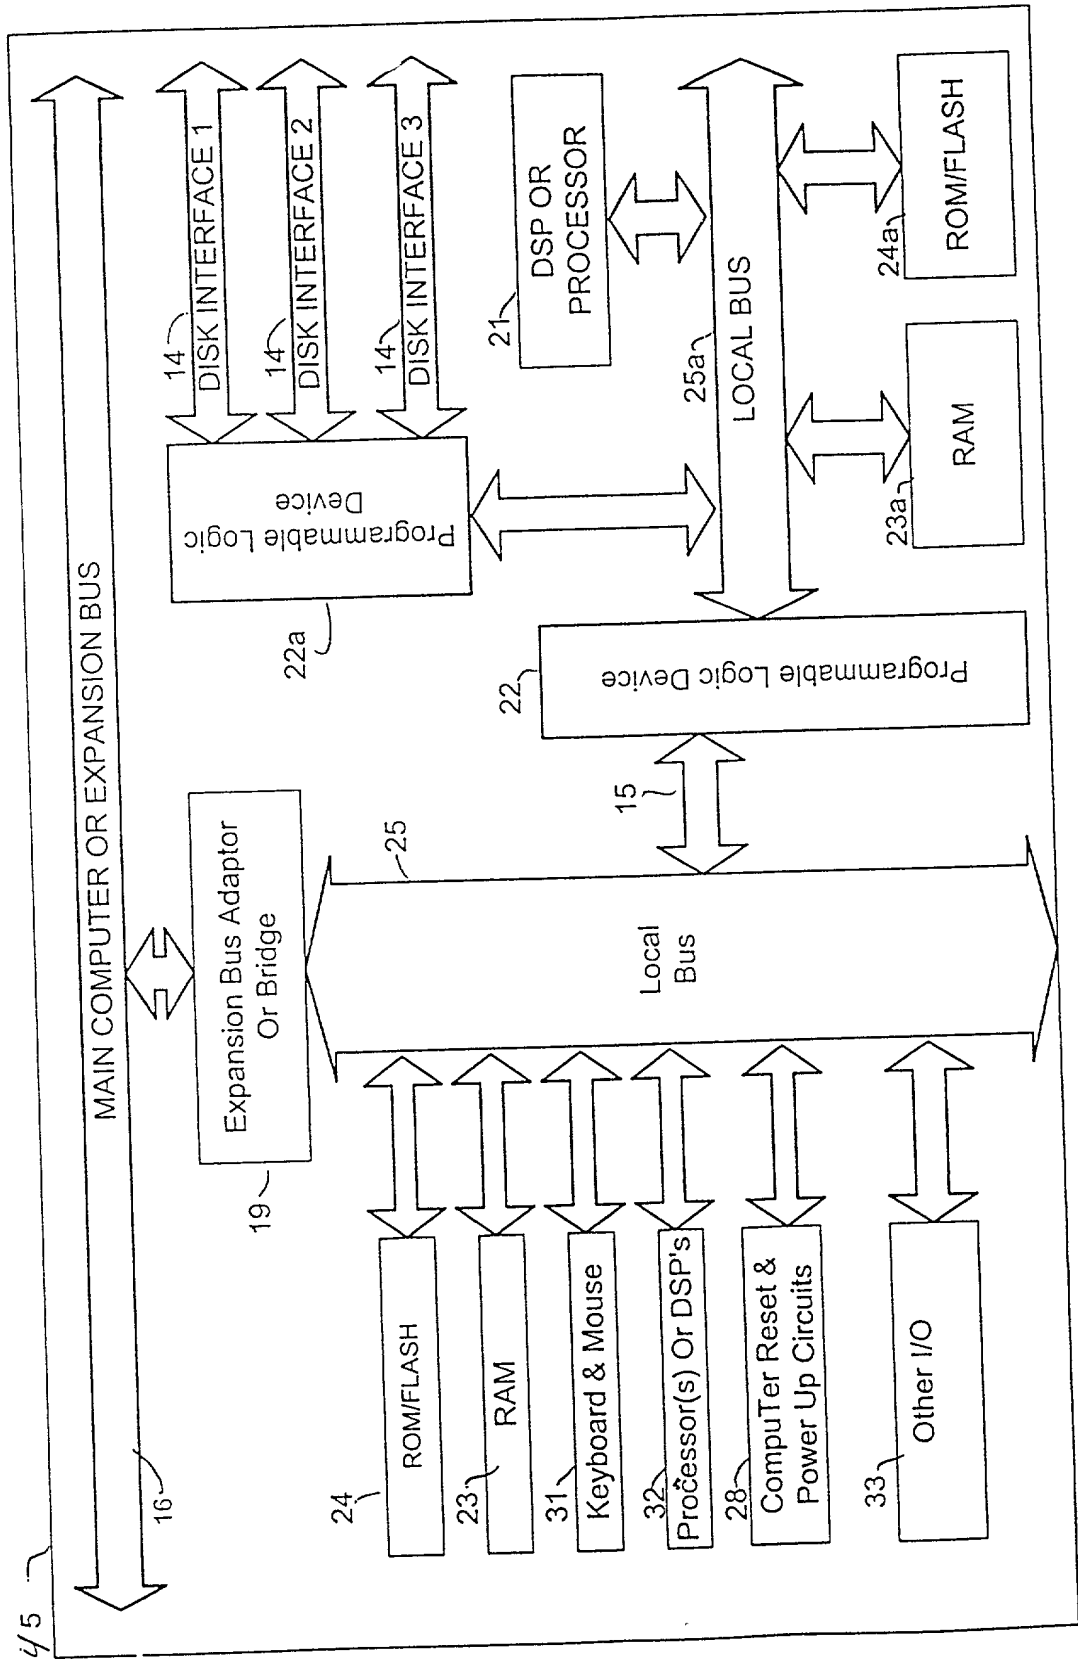 i/5
MAIN COMPUTER OR EXPANSION BUS
16
19
Expansion Bus Adaptor
Or Bridge
14
DISK INTERFACE 1
14
DISK INTERFACE 2
14
DISK INTERFACE 3
22a
Programmable Logic
Device
24
ROM/FLASH
23
RAM
31
Keyboard & Mouse
32
Processor(s) Or DSP's
28
CompuTer Reset &
Power Up Circuits
33
Other I/O
25
Local
Bus
15
22
Programmable Logic Device
21
DSP OR
PROCESSOR
25a
LOCAL BUS
23a
RAM
24a
ROM/FLASH